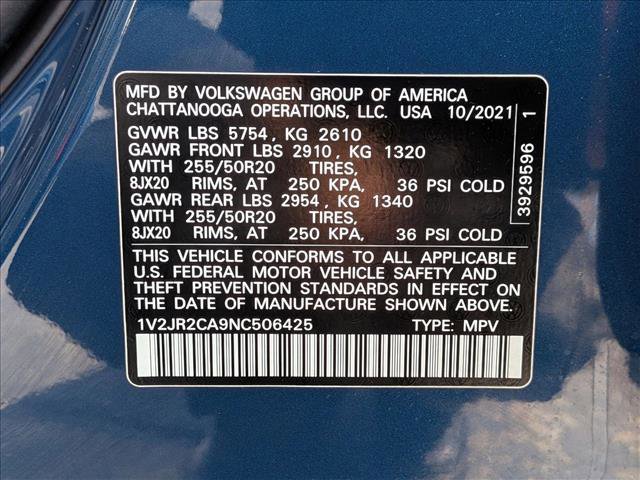 MFD BY VOLKSWAGEN GROUP OF AMERICA
CHATTANOOGA OPERATIONS, LLC. USA 10/2021
GVWR LBS 5754, KG 2610
GAWR FRONT LBS 2910, KG 1320
WITH 255/50R20 TIRES,
8JX20 RIMS, AT 250 KPA, 36 PSI COLD
GAWR REAR LBS 2954, KG 1340
WITH 255/50R20 TIRES,
8JX20 RIMS, AT 250 KPA, 36 PSI COLD
THIS VEHICLE CONFORMS TO ALL APPLICABLE
U.S. FEDERAL MOTOR VEHICLE SAFETY AND
THEFT PREVENTION STANDARDS IN EFFECT ON
THE DATE OF MANUFACTURE SHOWN ABOVE.
1V2JR2CA9NC506425 TYPE: MPV
3929596 1